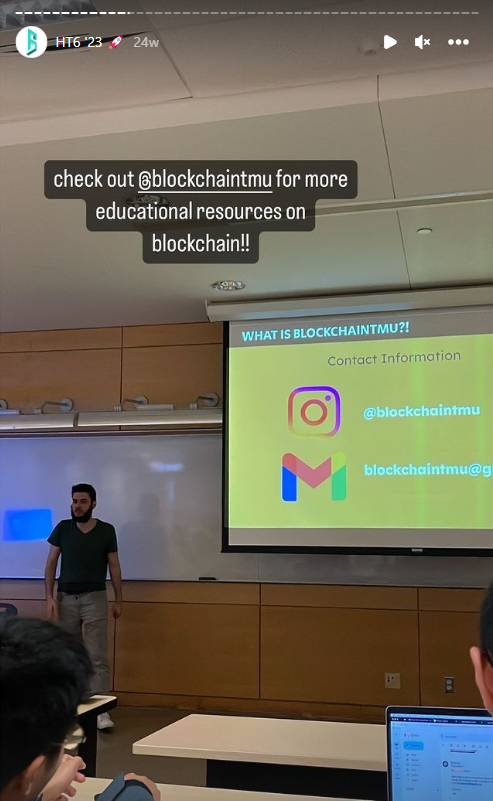 HT6 '23 🚀 24w
check out @blockchaintmu for more
educational resources on
blockchain!!
WHAT IS BLOCKCHAINTMU?!
Contact Information
@blockchaintmu
blockchaintmu@g